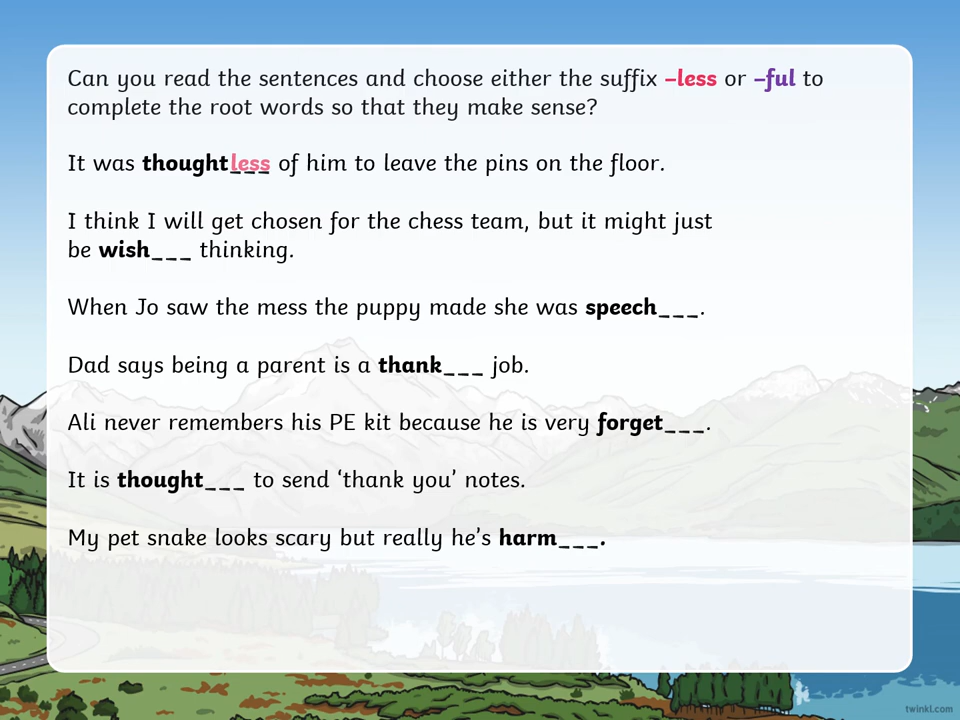 Can you read the sentences and choose either the suffix –less or –ful to
complete the root words so that they make sense?
It was thoughtless of him to leave the pins on the floor.
I think I will get chosen for the chess team, but it might just
be wish___ thinking.
When Jo saw the mess the puppy made she was speech___.
Dad says being a parent is a thank___ job.
Ali never remembers his PE kit because he is very forget___.
It is thought___ to send ‘thank you’ notes.
My pet snake looks scary but really he’s harm___.
twinkl.com